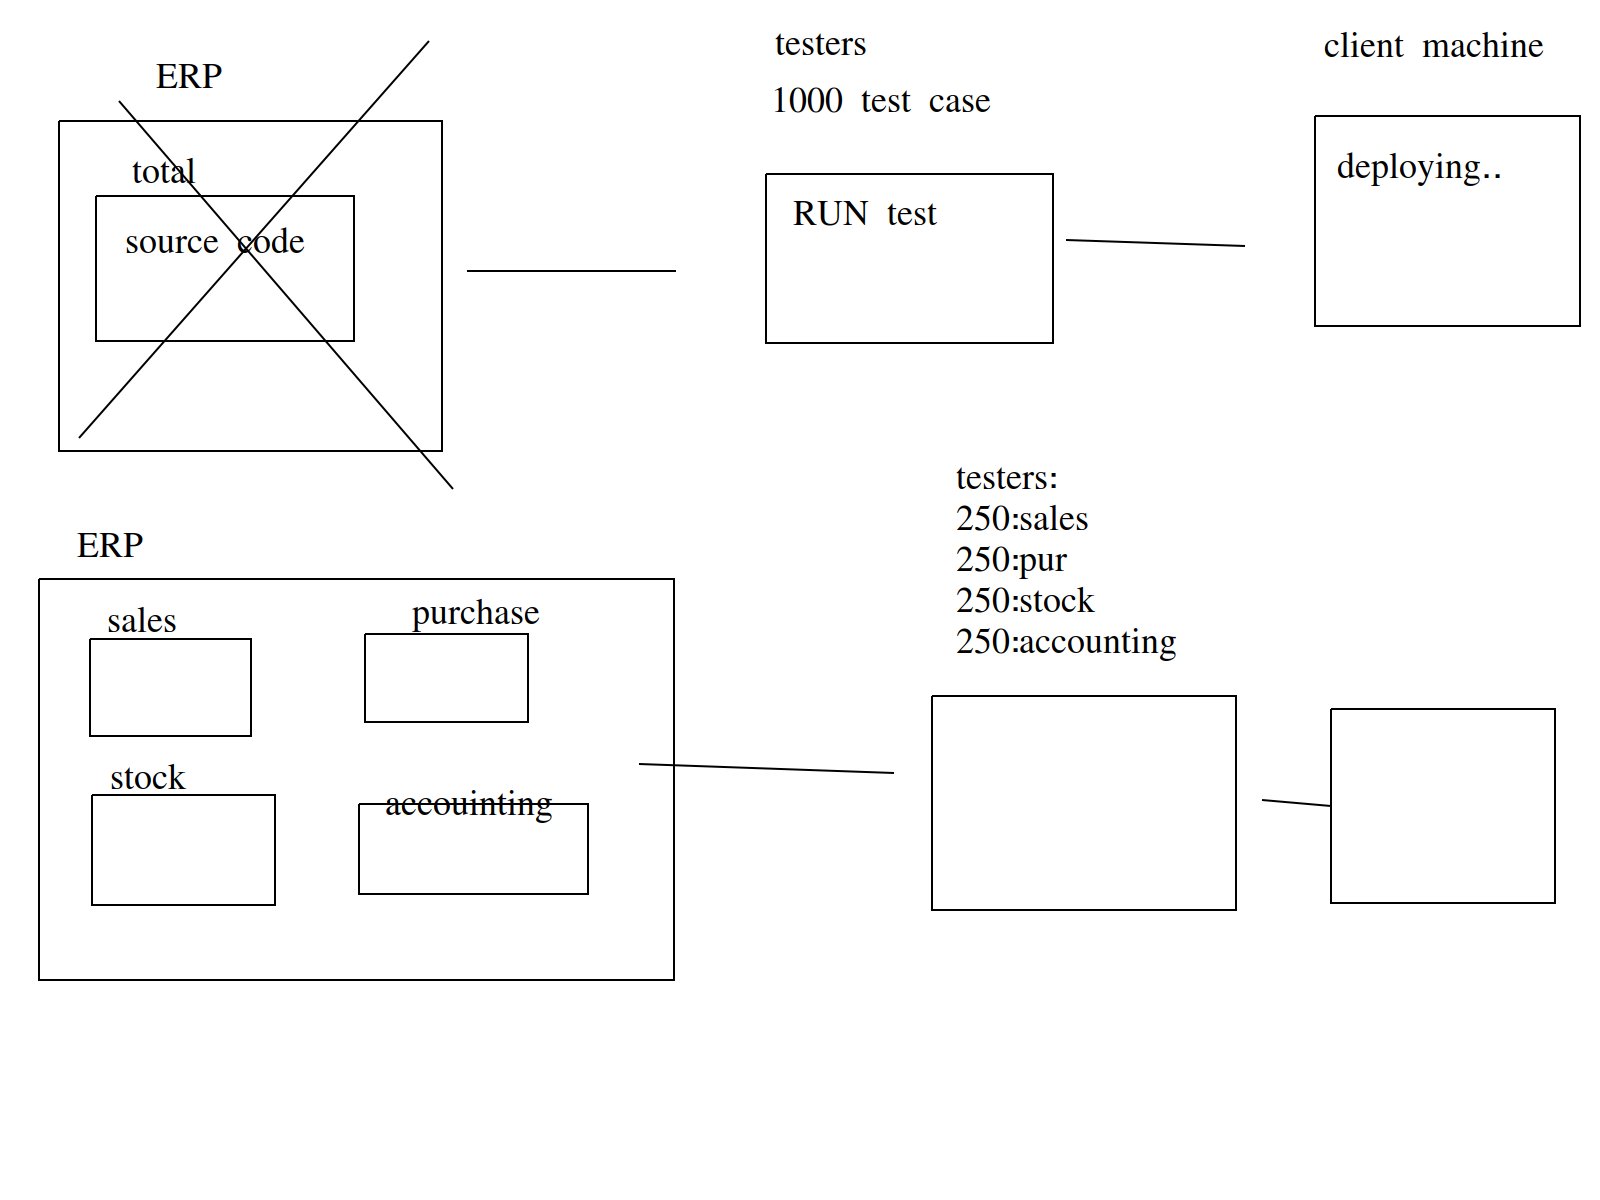 ERP
total
source code
testers
1000 test case
RUN test
client machine
deploying..
ERP
sales
purchase
stock
accouinting
testers:
250:sales
250:pur
250:stock
250:accounting